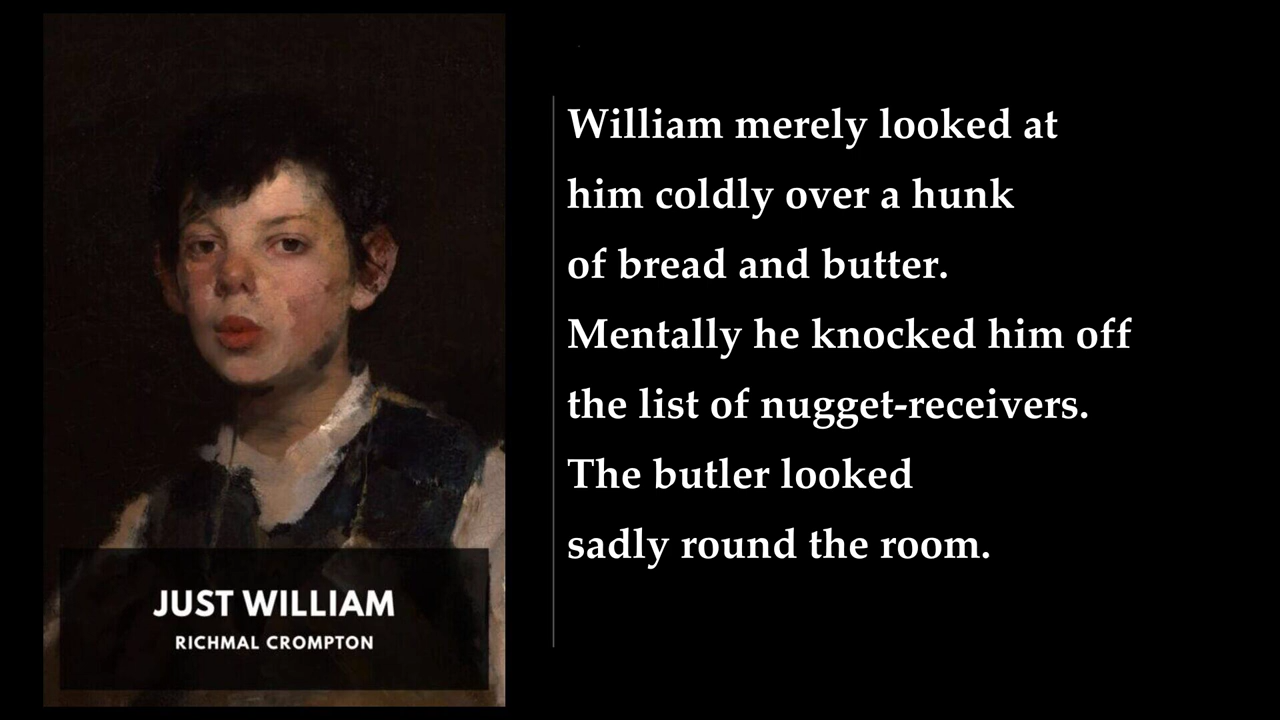 JUST WILLIAM
RICHMAL CROMPTON
William merely looked at
him coldly over a hunk
of bread and butter.
Mentally he knocked him off
the list of nugget-receivers.
The butler looked
sadly round the room.